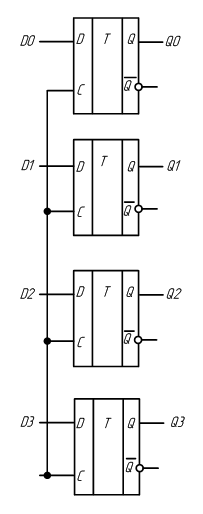 D0 D T Q Q0
C Q̅
D1 D T Q Q1
C Q̅
D2 D T Q Q2
C Q̅
D3 D T Q Q3
C Q̅